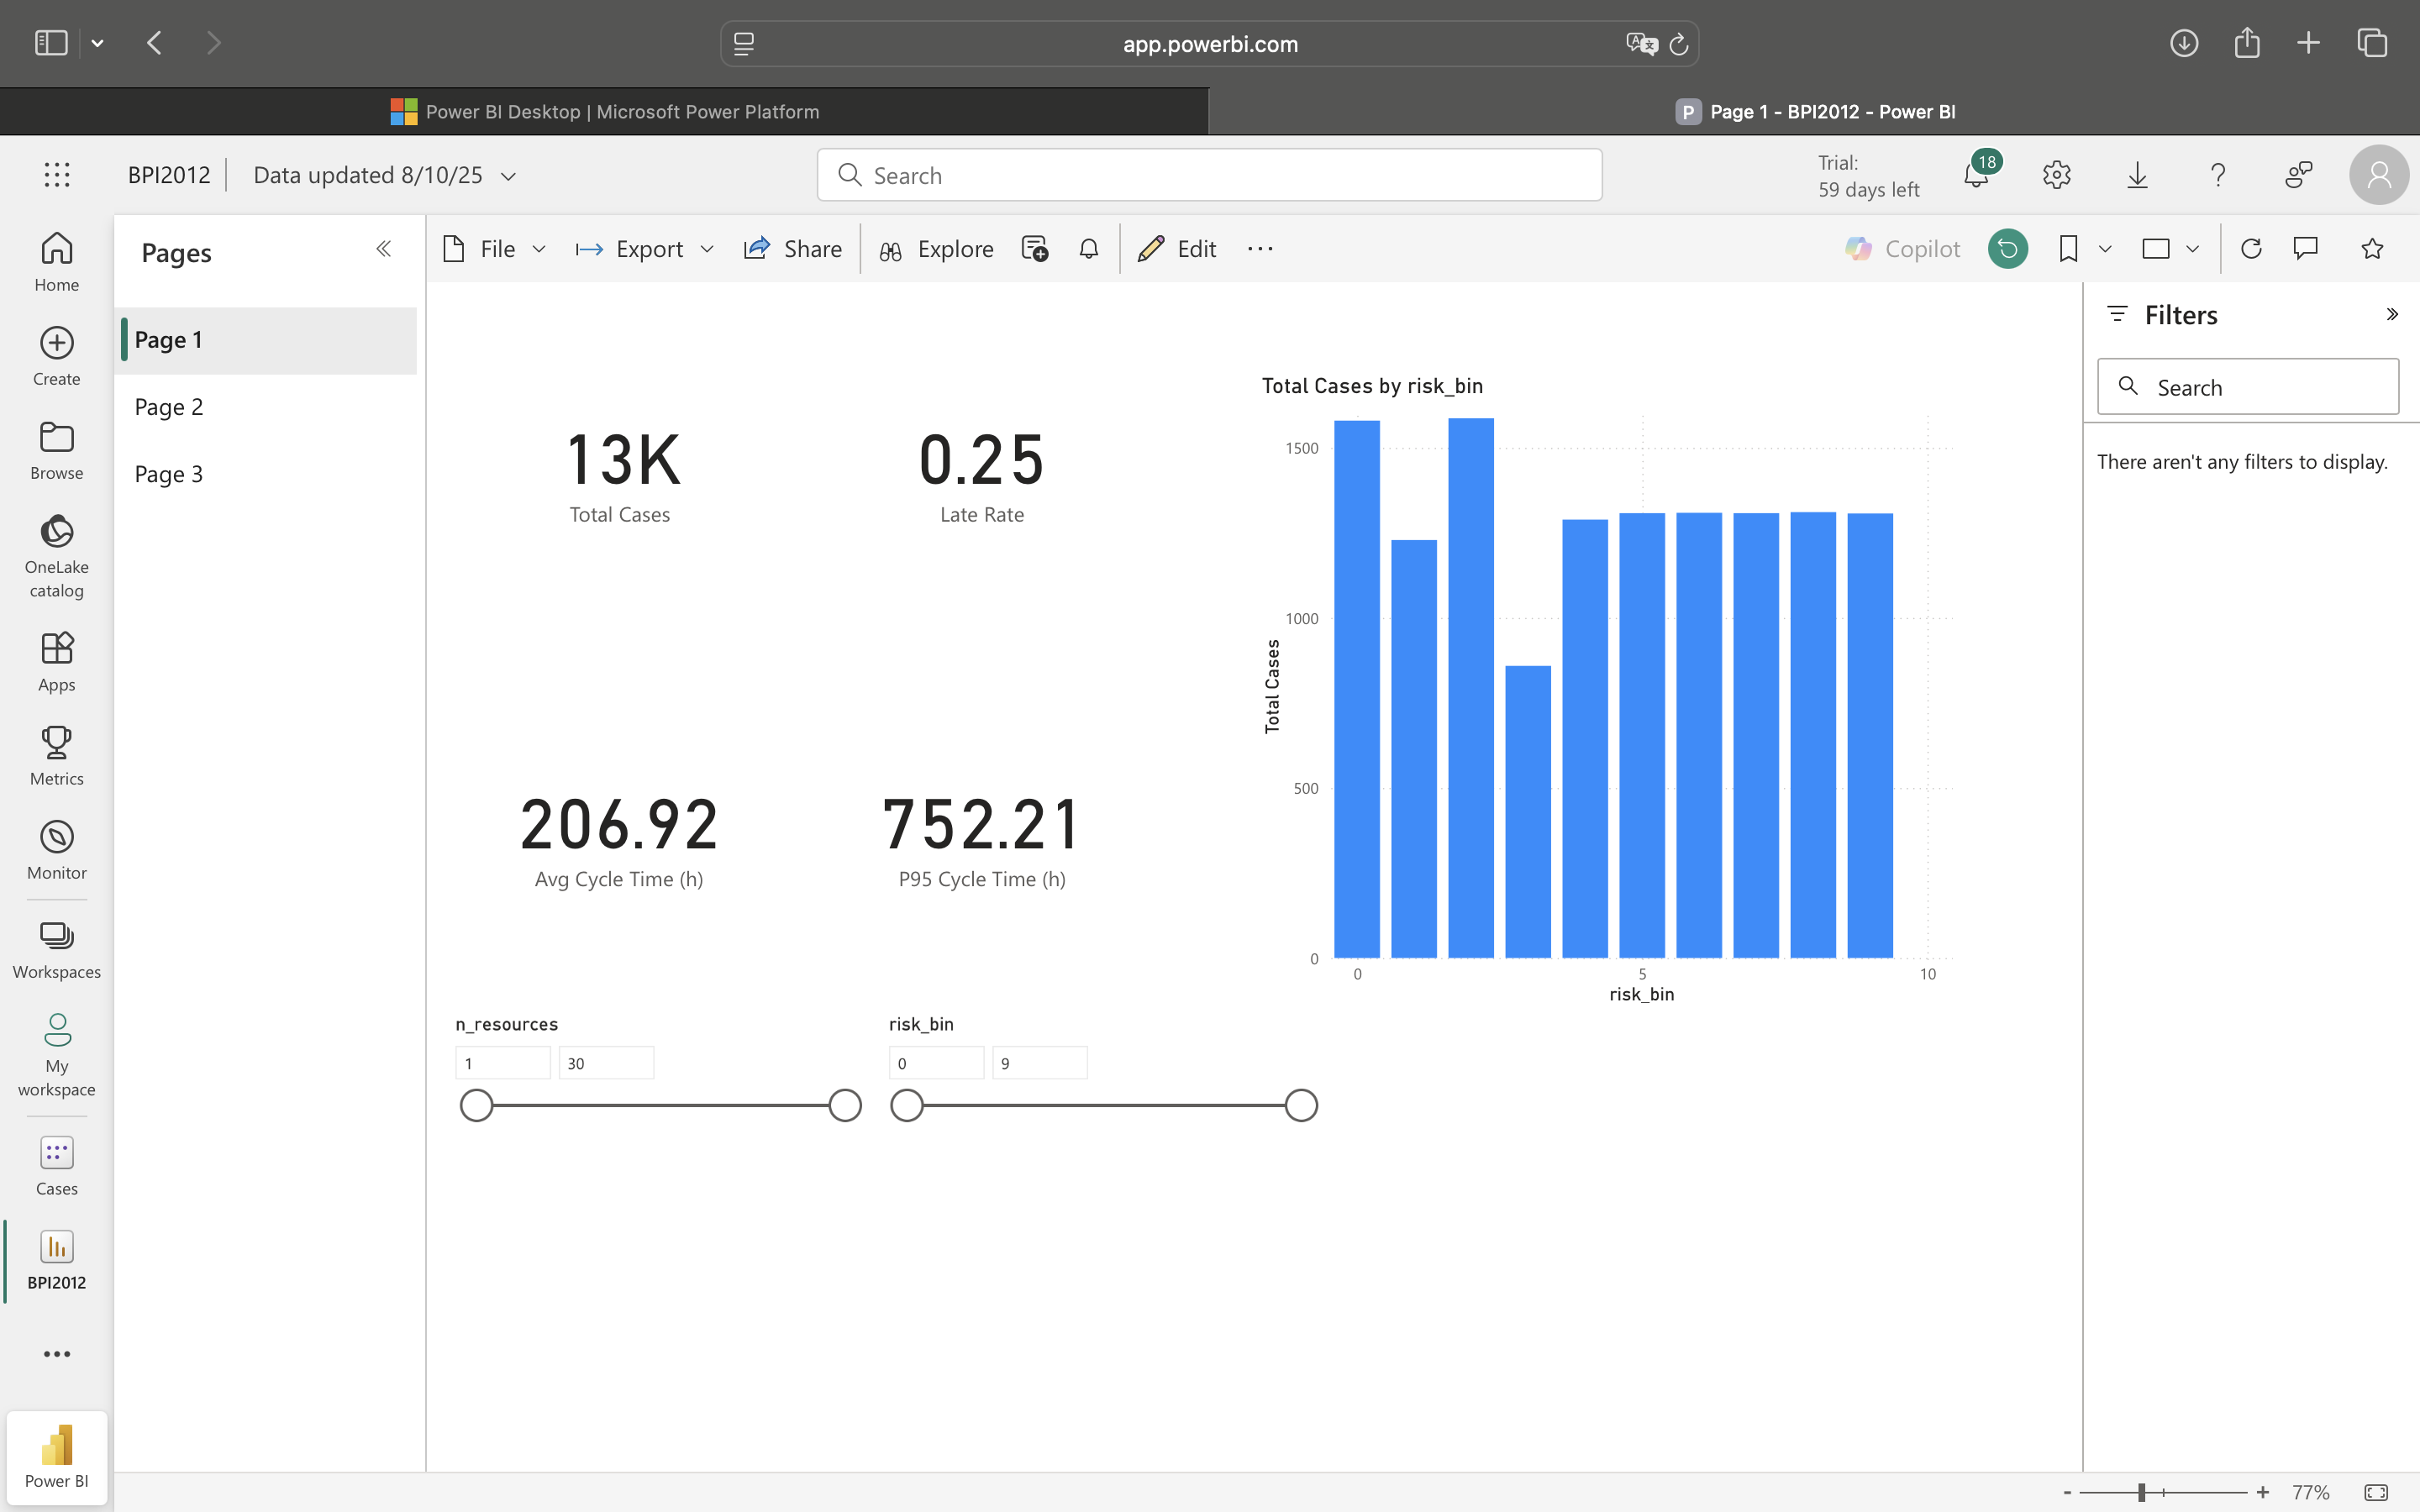 app.powerbi.com
Power BI Desktop | Microsoft Power Platform
P
Page 1 - BPI2012 - Power BI
BPI2012
Data updated 8/10/25
Search
Trial:
59 days left
18
Home
Create
Browse
OneLake
catalog
Apps
Metrics
Monitor
Workspaces
My
workspace
Cases
BPI2012
Power BI
Pages
Page 1
Page 2
Page 3
File
Export
Share
Explore
Edit
Copilot
13K
Total Cases
0.25
Late Rate
206.92
Avg Cycle Time (h)
752.21
P95 Cycle Time (h)
Total Cases by risk_bin
Total Cases
1500
1000
500
0
0
5
10
risk_bin
n_resources
1
30
risk_bin
0
9
Filters
Search
There aren't any filters to display.
- + 77%